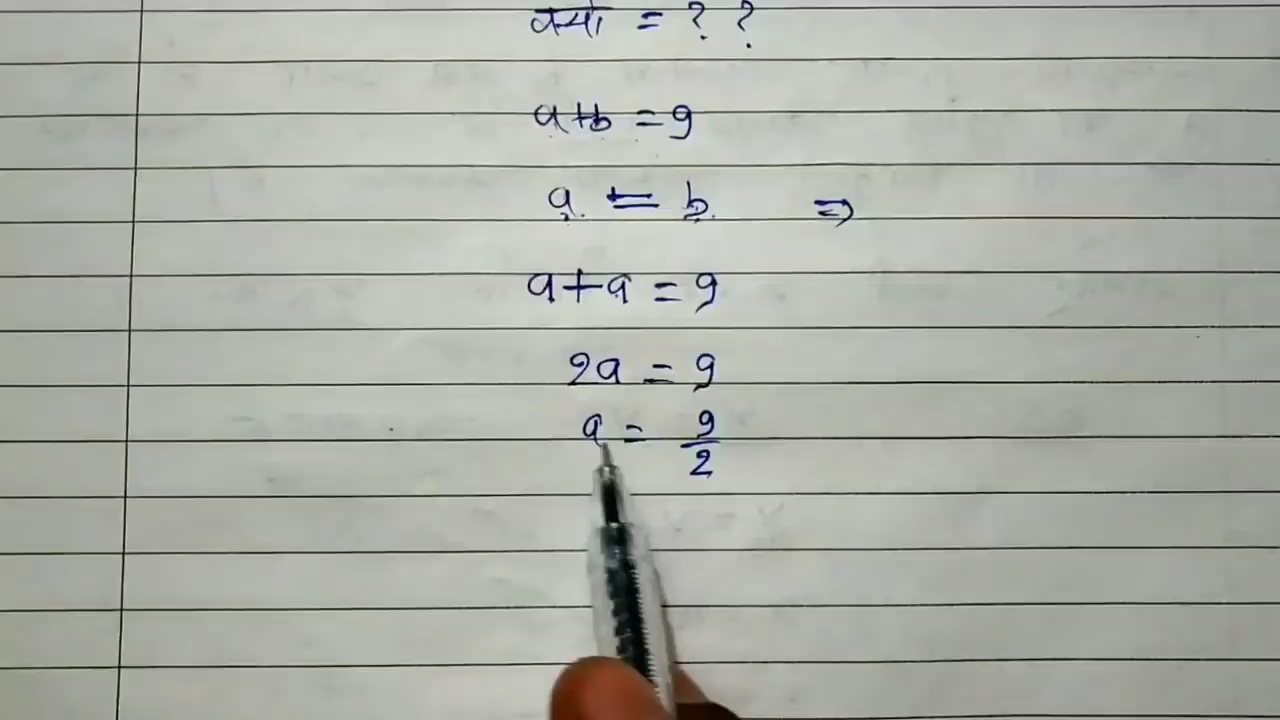 = ? ?
a+b = 9
a = b ⇒
a+a = 9
2a = 9
a = 9/2